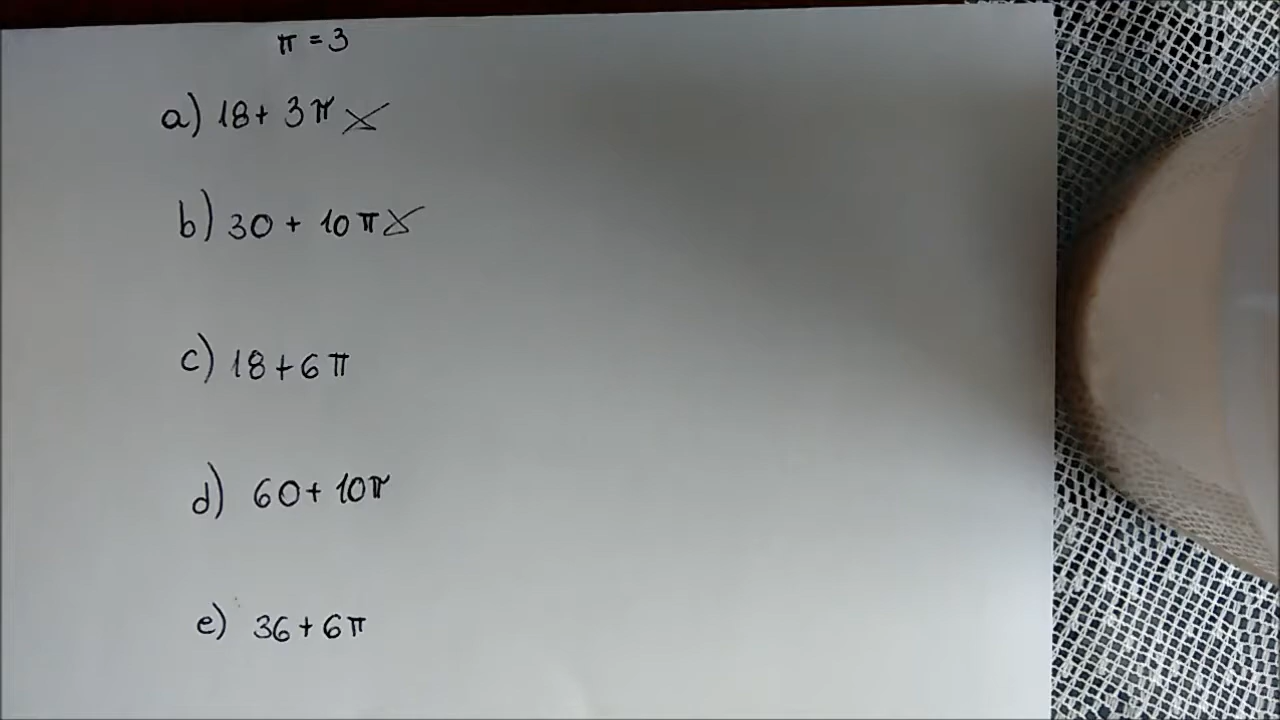 π = 3
a) 18 + 3π
b) 30 + 10π
c) 18 + 6π
d) 60 + 10π
e) 36 + 6π